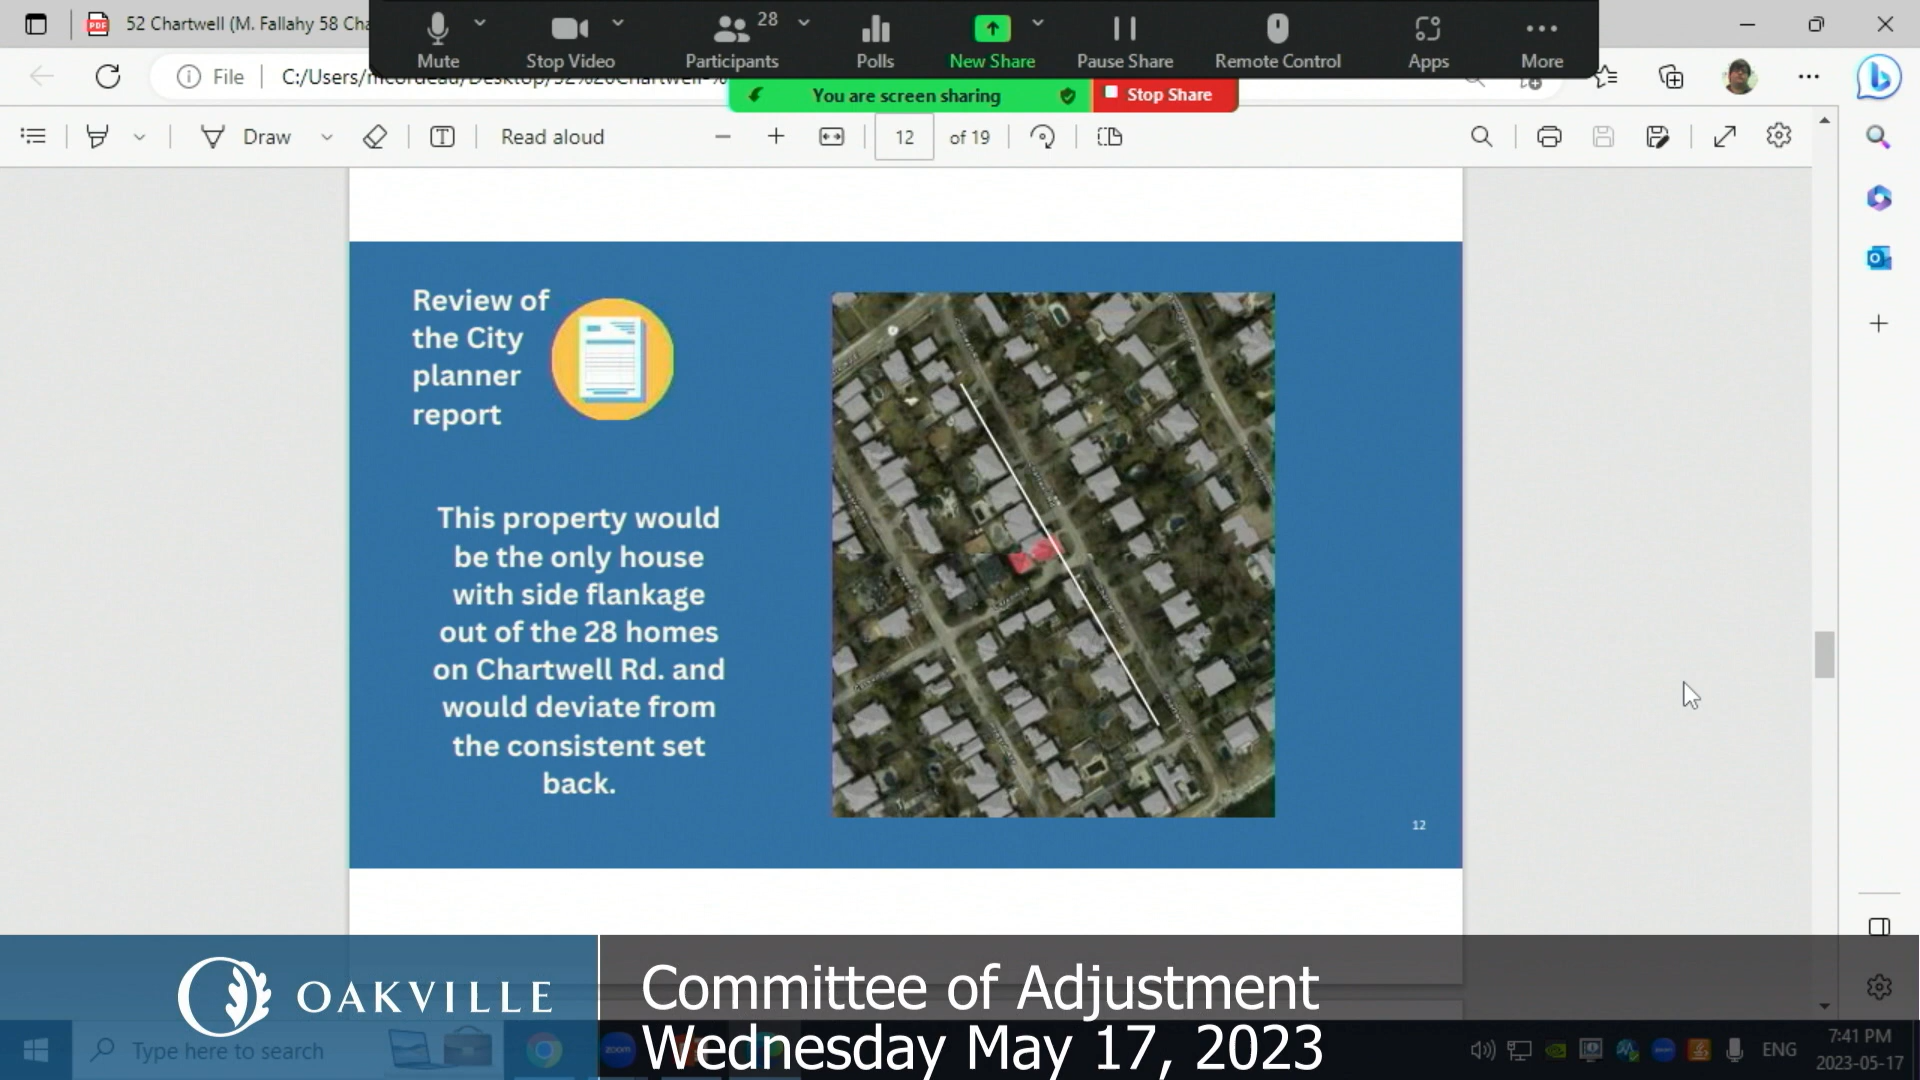 52 Chartwell (M. Fallahy 58 Cha
Mute
Stop Video
28
Participants
Polls
New Share
Pause Share
Remote Control
Apps
More
File
You are screen sharing
Stop Share
Draw
Read aloud
12 of 19
Review of
the City
planner
report
This property would
be the only house
with side flankage
out of the 28 homes
on Chartwell Rd. and
would deviate from
the consistent set
back.
12
OAKVILLE
Committee of Adjustment
Wednesday May 17, 2023
Type here to search
zoom
ENG
7:41 PM
2023-05-17